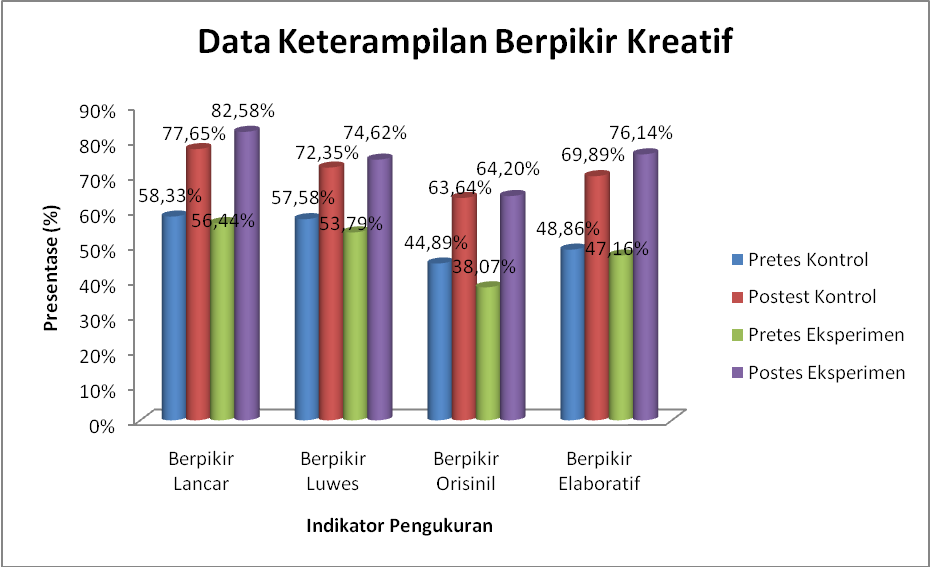 Data Keterampilan Berpikir Kreatif
Presentase (%)
90%
80%
70%
60%
50%
40%
30%
20%
10%
0%
58,33%
77,65%
56,44%
82,58%
57,58%
72,35%
53,79%
74,62%
44,89%
63,64%
38,07%
64,20%
48,86%
69,89%
47,16%
76,14%
Berpikir
Lancar
Berpikir
Luwes
Berpikir
Orisinil
Berpikir
Elaboratif
Indikator Pengukuran
Pretes Kontrol
Postest Kontrol
Pretes Eksperimen
Postes Eksperimen